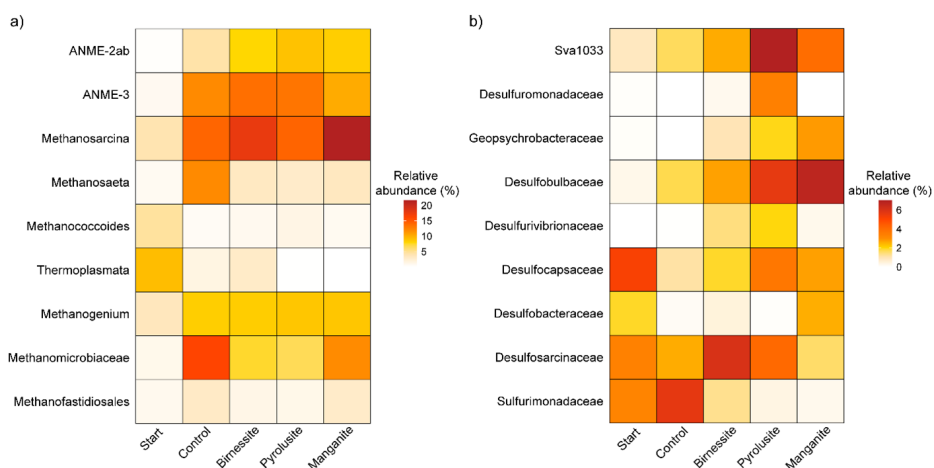 a)
ANME-2ab
ANME-3
Methanosarcina
Methanosaeta
Methanococcoides
Thermoplasmata
Methanogenium
Methanomicrobiaceae
Methanofastidiosales
Start
Control
Birnessite
Pyrolusite
Manganite
Relative
abundance (%)
20
15
10
5
b)
Sva1033
Desulfuromonadaceae
Geopsychrobacteraceae
Desulfobulbaceae
Desulfurivibrionaceae
Desulfocapsaceae
Desulfobacteraceae
Desulfosarcinaceae
Sulfurimonadaceae
Start
Control
Birnessite
Pyrolusite
Manganite
Relative
abundance (%)
6
4
2
0